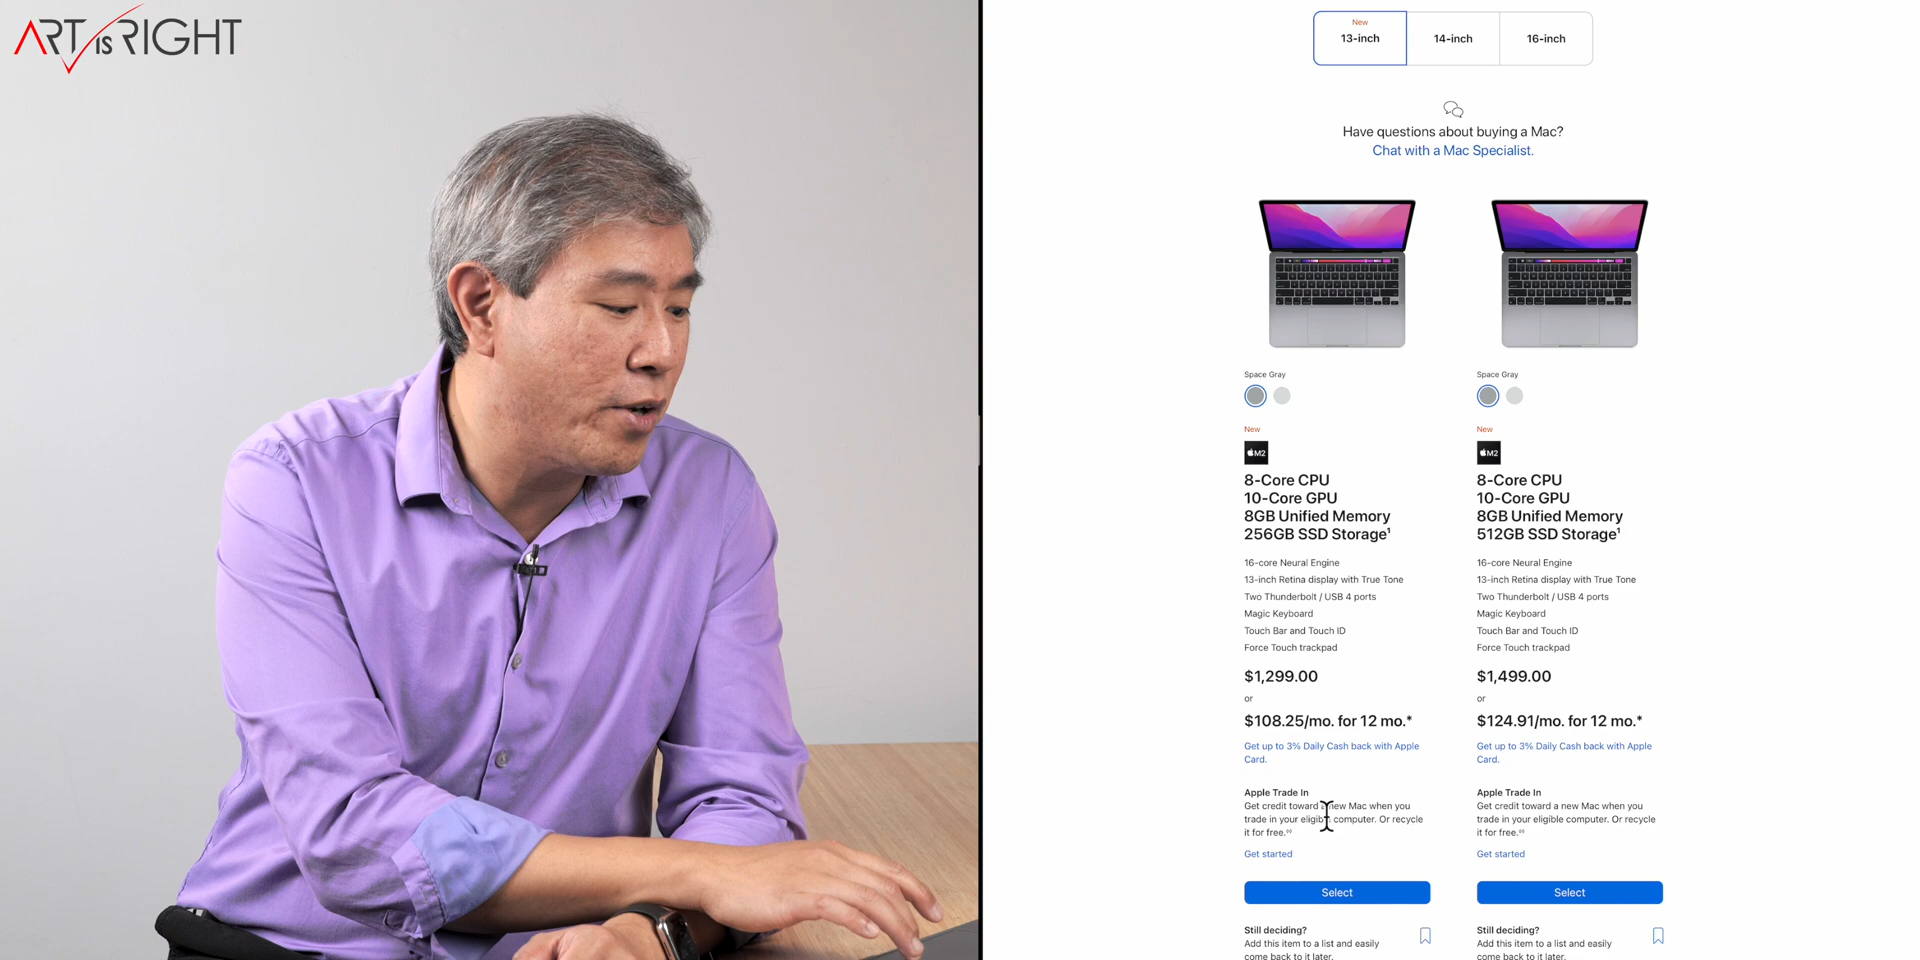 ART IS RIGHT
New
13-inch
14-inch
16-inch
Have questions about buying a Mac?
Chat with a Mac Specialist.
Space Gray
Space Gray
New
M2
8-Core CPU
10-Core GPU
8GB Unified Memory
256GB SSD Storage¹
16-core Neural Engine
13-inch Retina display with True Tone
Two Thunderbolt / USB 4 ports
Magic Keyboard
Touch Bar and Touch ID
Force Touch trackpad
$1,299.00
or
$108.25/mo. for 12 mo.*
Get up to 3% Daily Cash back with Apple
Card.
Apple Trade In
Get credit toward a new Mac when you
trade in your eligible computer. Or recycle
it for free.°°
Get started
Select
Still deciding?
Add this item to a list and easily
come back to it later.
New
M2
8-Core CPU
10-Core GPU
8GB Unified Memory
512GB SSD Storage¹
16-core Neural Engine
13-inch Retina display with True Tone
Two Thunderbolt / USB 4 ports
Magic Keyboard
Touch Bar and Touch ID
Force Touch trackpad
$1,499.00
or
$124.91/mo. for 12 mo.*
Get up to 3% Daily Cash back with Apple
Card.
Apple Trade In
Get credit toward a new Mac when you
trade in your eligible computer. Or recycle
it for free.°°
Get started
Select
Still deciding?
Add this item to a list and easily
come back to it later.